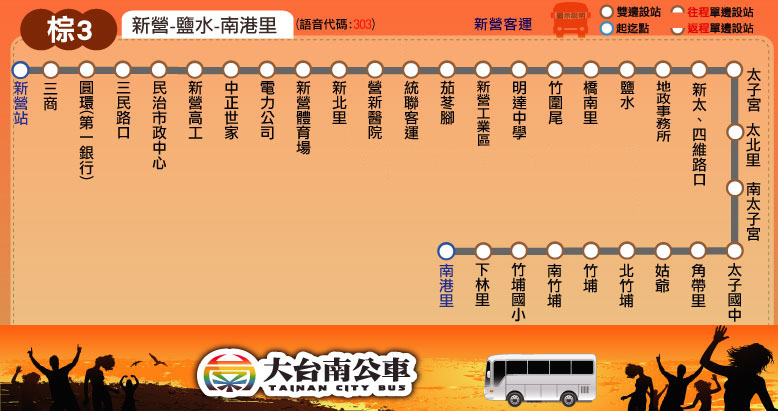 棕3
新營-鹽水-南港里
(語音代碼:303)
新營客運
雙邊設站
往程單邊設站
起迄點
返程單邊設站
新營站
三商
圓環(第一銀行)
三民路口
民治市政中心
新營高工
中正世家
電力公司
新營體育場
新北里
營新醫院
統聯客運
茄苳腳
新營工業區
明達中學
竹圍尾
橋南里
鹽水
地政事務所
新太、四維路口
太子宮
太北里
南太子宮
太子國中
角帶里
姑爺
北竹埔
竹埔
南竹埔
竹埔國小
下林里
南港里
大台南公車
TAINAN CITY BUS